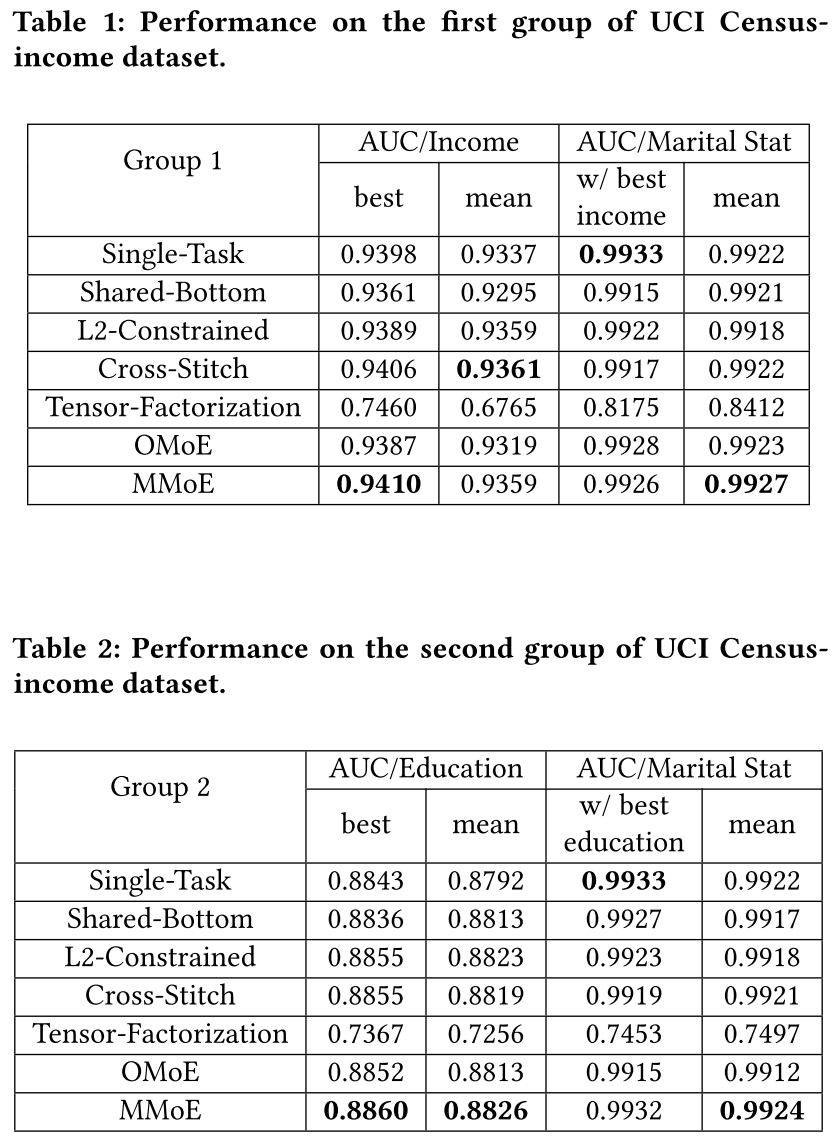 Table 1: Performance on the first group of UCI Census-
income dataset.
Group 1 AUC/Income AUC/Marital Stat
best mean w/ best income mean
Single-Task 0.9398 0.9337 0.9933 0.9922
Shared-Bottom 0.9361 0.9295 0.9915 0.9921
L2-Constrained 0.9389 0.9359 0.9922 0.9918
Cross-Stitch 0.9406 0.9361 0.9917 0.9922
Tensor-Factorization 0.7460 0.6765 0.8175 0.8412
OMoE 0.9387 0.9319 0.9928 0.9923
MMoE 0.9410 0.9359 0.9926 0.9927
Table 2: Performance on the second group of UCI Census-
income dataset.
Group 2 AUC/Education AUC/Marital Stat
best mean w/ best education mean
Single-Task 0.8843 0.8792 0.9933 0.9922
Shared-Bottom 0.8836 0.8813 0.9927 0.9917
L2-Constrained 0.8855 0.8823 0.9923 0.9918
Cross-Stitch 0.8855 0.8819 0.9919 0.9921
Tensor-Factorization 0.7367 0.7256 0.7453 0.7497
OMoE 0.8852 0.8813 0.9915 0.9912
MMoE 0.8860 0.8826 0.9932 0.9924